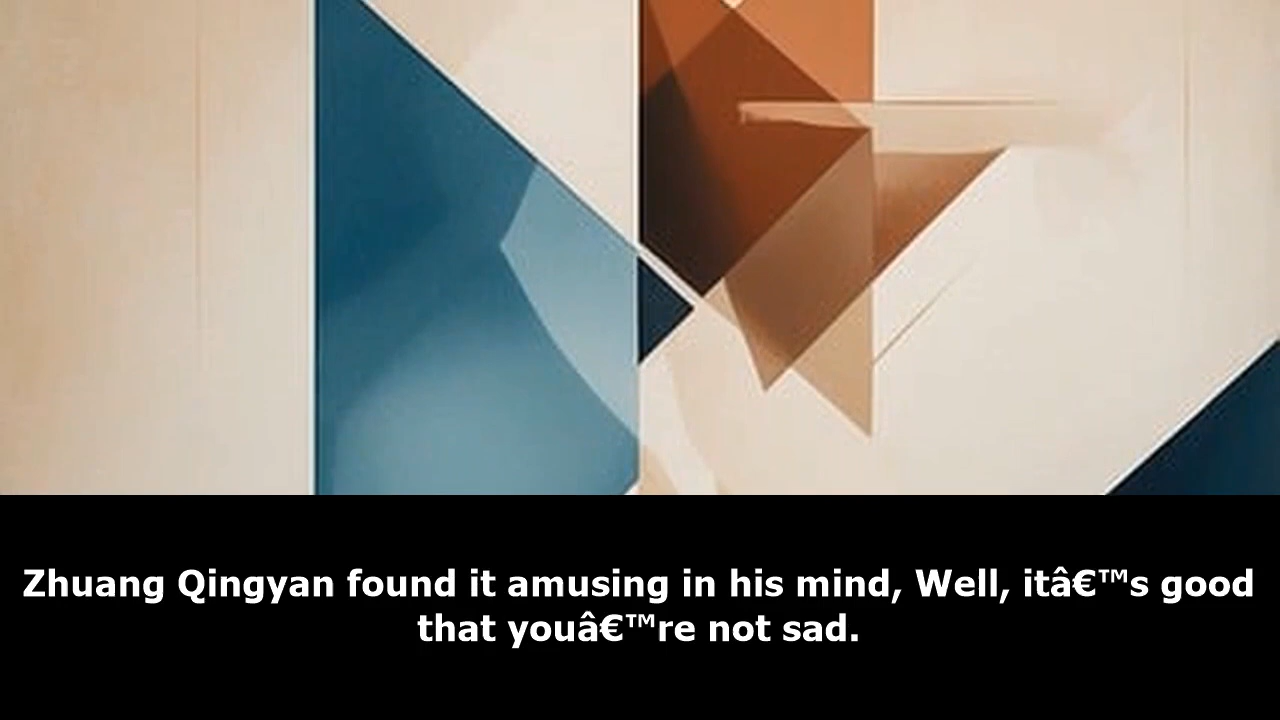 Zhuang Qingyan found it amusing in his mind, Well, itâ€™s good
that youâ€™re not sad.